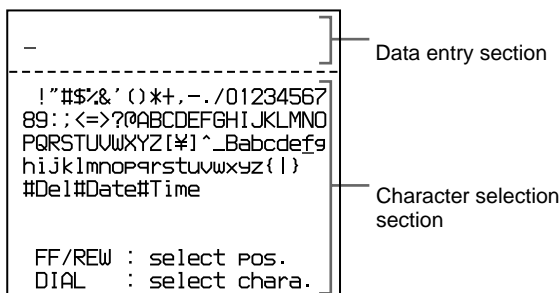 _
Data entry section
 !"#$%&'()*+,-./01234567
89:;<=>?@ABCDEFGHIJKLMNO
PQRSTUVWXYZ[¥]^_Babcdefg
hijklmnopqrstuvwxyz{|}
#Del#Date#Time
Character selection
section
FF/REW : select pos.
DIAL : select chara.